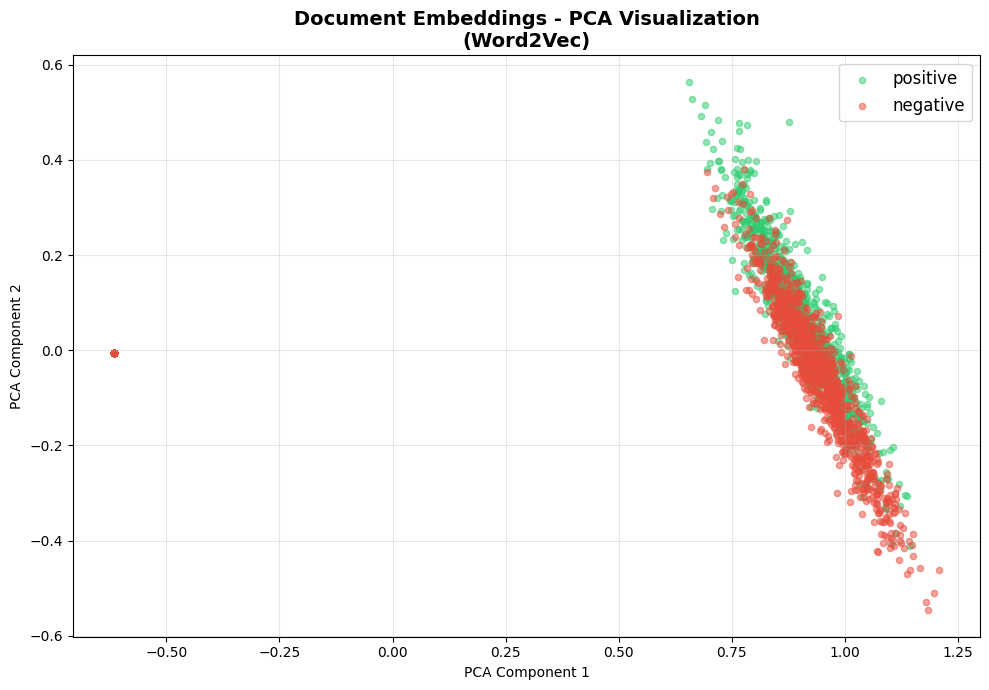 Document Embeddings - PCA Visualization
(Word2Vec)
positive
negative
0.6
0.4
0.2
0.0
−0.2
−0.4
−0.6
PCA Component 2
−0.50
−0.25
0.00
0.25
0.50
0.75
1.00
1.25
PCA Component 1